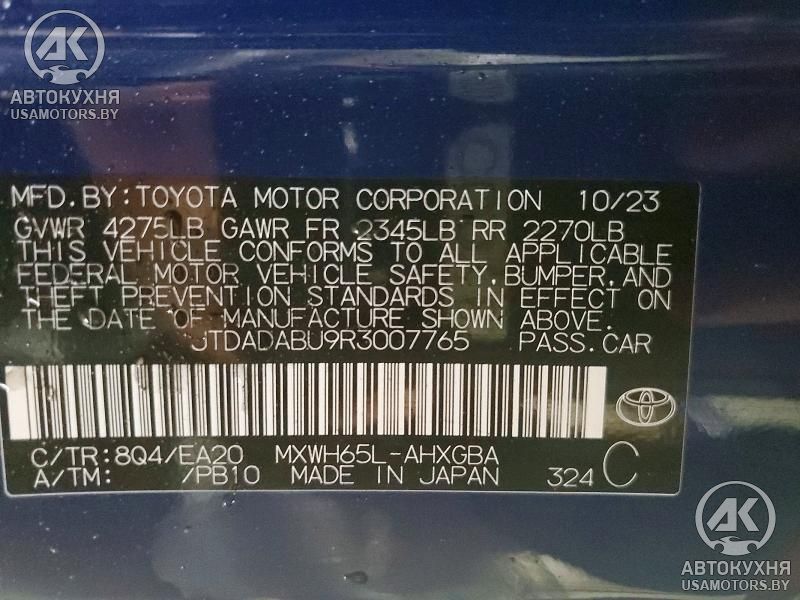 AK
АВТОКУХНЯ
USAMOTORS.BY
MFD. BY: TOYOTA MOTOR CORPORATION 10/23
GVWR 4275LB GAWR FR 2345LB RR 2270LB
THIS VEHICLE CONFORMS TO ALL APPLICABLE
FEDERAL MOTOR VEHICLE SAFETY, BUMPER, AND
THEFT PREVENTION STANDARDS IN EFFECT ON
THE DATE OF MANUFACTURE SHOWN ABOVE.
JTDADABU9R3007765 PASS. CAR
C/TR: 8Q4/EA20 MXWH65L-AHXGBA
A/TM: /PB10 MADE IN JAPAN 324 C
AK
АВТОКУХНЯ
USAMOTORS.BY